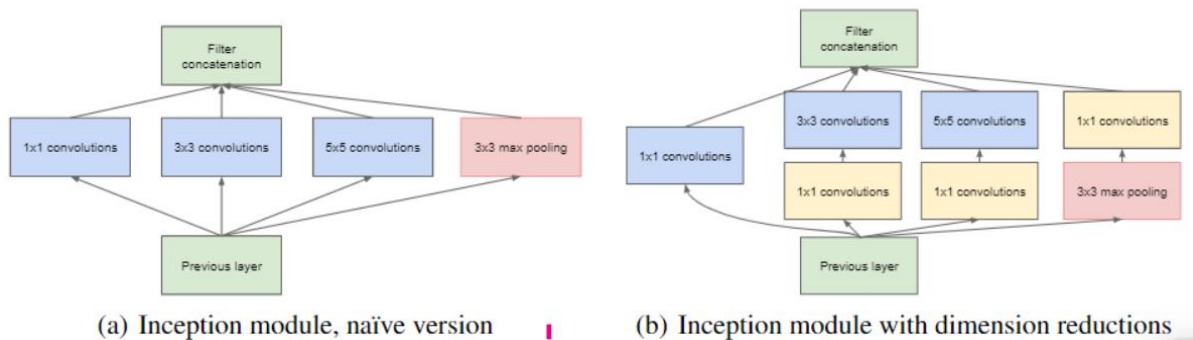 Filter
concatenation
1x1 convolutions
3x3 convolutions
5x5 convolutions
3x3 max pooling
Previous layer
(a) Inception module, naïve version
Filter
concatenation
3x3 convolutions
5x5 convolutions
1x1 convolutions
1x1 convolutions
1x1 convolutions
1x1 convolutions
3x3 max pooling
Previous layer
(b) Inception module with dimension reductions